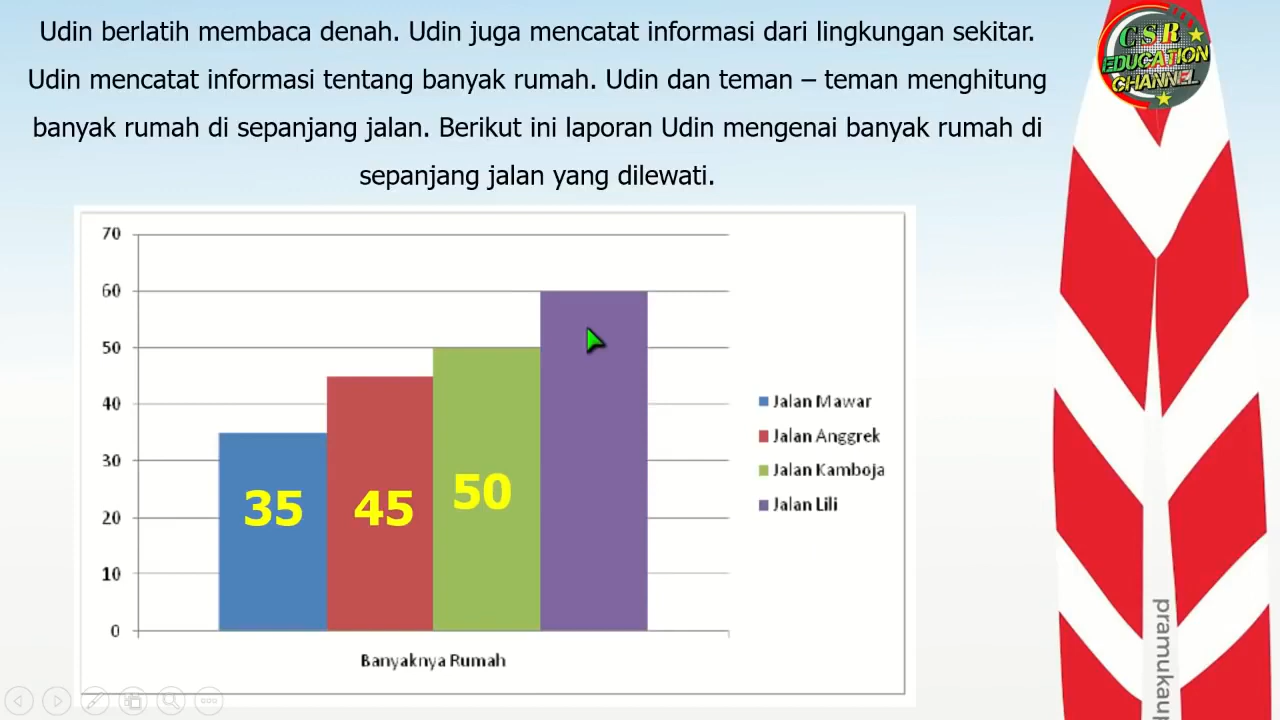 Udin berlatih membaca denah. Udin juga mencatat informasi dari lingkungan sekitar.
Udin mencatat informasi tentang banyak rumah. Udin dan teman – teman menghitung
banyak rumah di sepanjang jalan. Berikut ini laporan Udin mengenai banyak rumah di
sepanjang jalan yang dilewati.
CSR
EDUCATION
CHANNEL
70
60
50
40
30
20
10
0
35
45
50
Banyaknya Rumah
Jalan Mawar
Jalan Anggrek
Jalan Kamboja
Jalan Lili